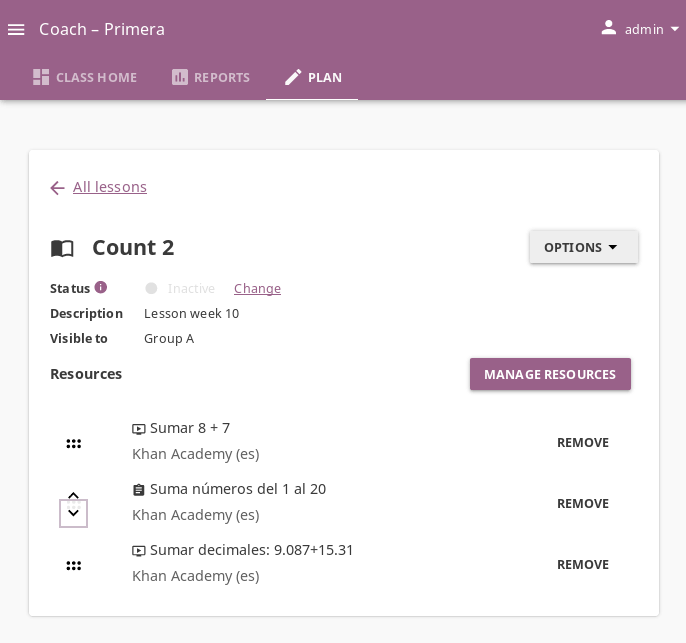 Coach – Primera
admin
CLASS HOME
REPORTS
PLAN
All lessons
Count 2
OPTIONS
Status
Inactive
Change
Description
Lesson week 10
Visible to
Group A
Resources
MANAGE RESOURCES
Sumar 8 + 7
Khan Academy (es)
REMOVE
Suma números del 1 al 20
Khan Academy (es)
REMOVE
Sumar decimales: 9.087+15.31
Khan Academy (es)
REMOVE